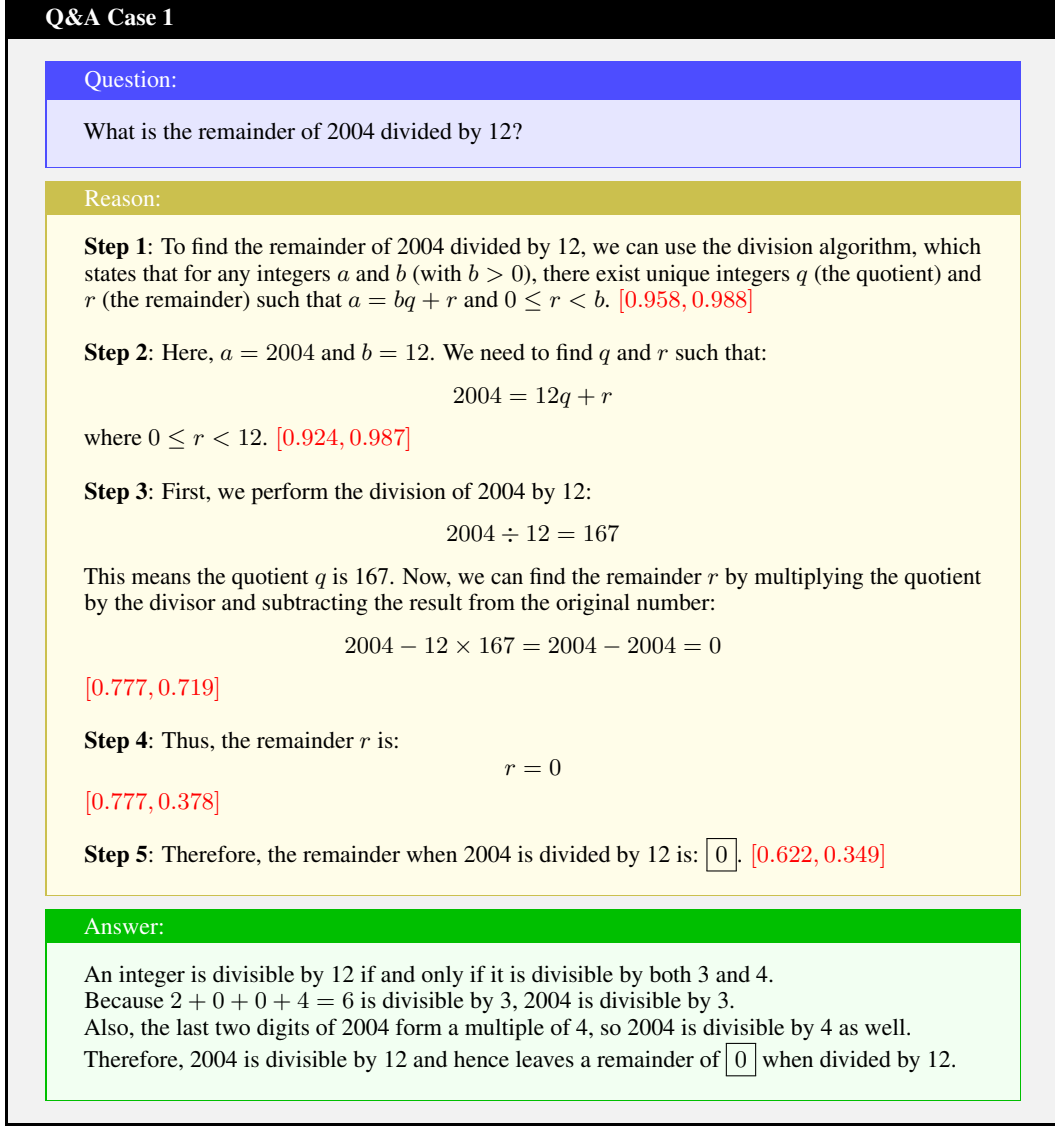 Q&A Case 1
Question:
What is the remainder of 2004 divided by 12?
Reason:
Step 1: To find the remainder of 2004 divided by 12, we can use the division algorithm, which
states that for any integers a and b (with b > 0), there exist unique integers q (the quotient) and
r (the remainder) such that a = bq + r and 0 ≤ r < b. [0.958, 0.988]
Step 2: Here, a = 2004 and b = 12. We need to find q and r such that:
2004 = 12q + r
where 0 ≤ r < 12. [0.924, 0.987]
Step 3: First, we perform the division of 2004 by 12:
2004 ÷ 12 = 167
This means the quotient q is 167. Now, we can find the remainder r by multiplying the quotient
by the divisor and subtracting the result from the original number:
2004 − 12 × 167 = 2004 − 2004 = 0
[0.777, 0.719]
Step 4: Thus, the remainder r is:
r = 0
[0.777, 0.378]
Step 5: Therefore, the remainder when 2004 is divided by 12 is: 0. [0.622, 0.349]
Answer:
An integer is divisible by 12 if and only if it is divisible by both 3 and 4.
Because 2 + 0 + 0 + 4 = 6 is divisible by 3, 2004 is divisible by 3.
Also, the last two digits of 2004 form a multiple of 4, so 2004 is divisible by 4 as well.
Therefore, 2004 is divisible by 12 and hence leaves a remainder of 0 when divided by 12.